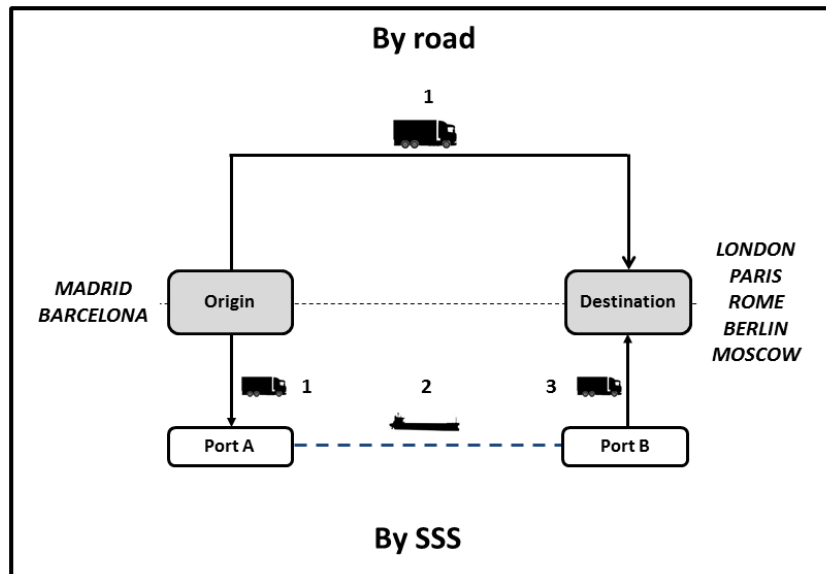 By road
1
MADRID
BARCELONA
Origin
Destination
LONDON
PARIS
ROME
BERLIN
MOSCOW
1
2
3
Port A
Port B
By SSS